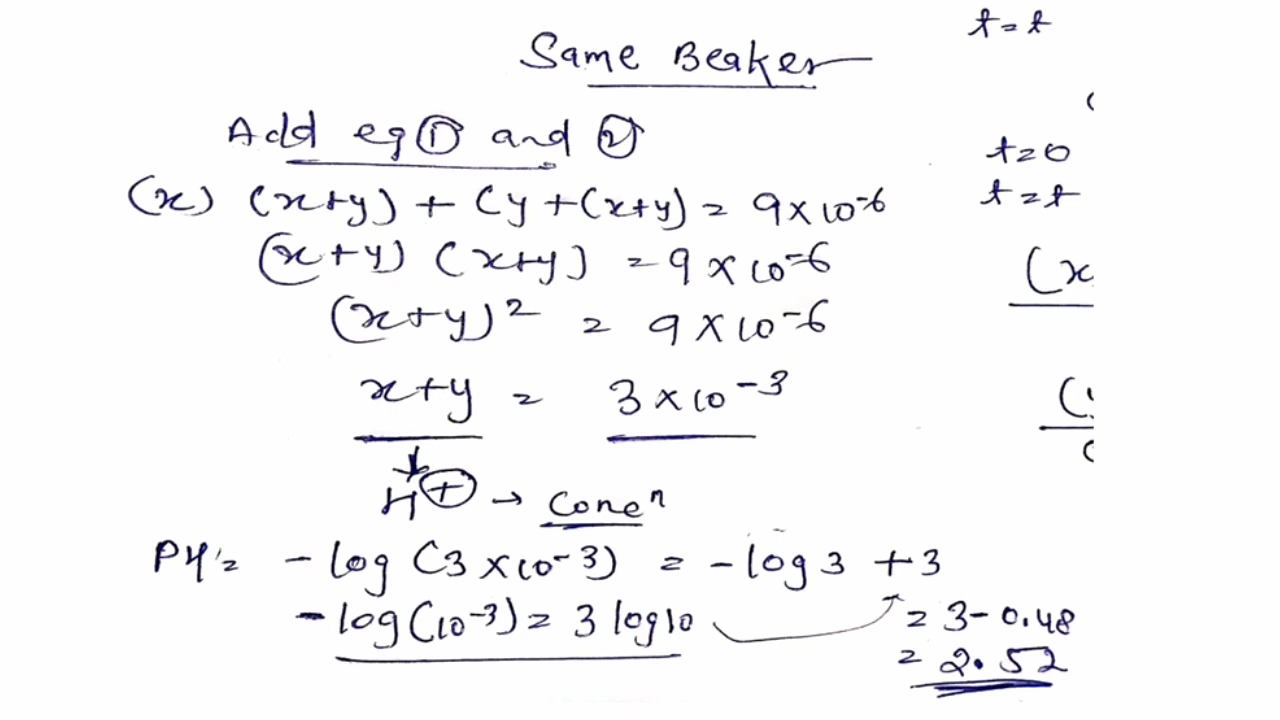 Same Beaker
Add eq ① and ②
(x) (x+y) + (y +(x+y) = 9 × 10⁻⁶
(x+y) (x+y) = 9 × 10⁻⁶
(x+y)² = 9 × 10⁻⁶
x+y = 3 × 10⁻³
↓
H⊕ → Concⁿ
PH = - log (3 × 10⁻³) = - log 3 + 3
- log (10⁻³) = 3 log 10
= 3 - 0.48
= 2.52
t = t
(
t = 0
t = t
(x
(y